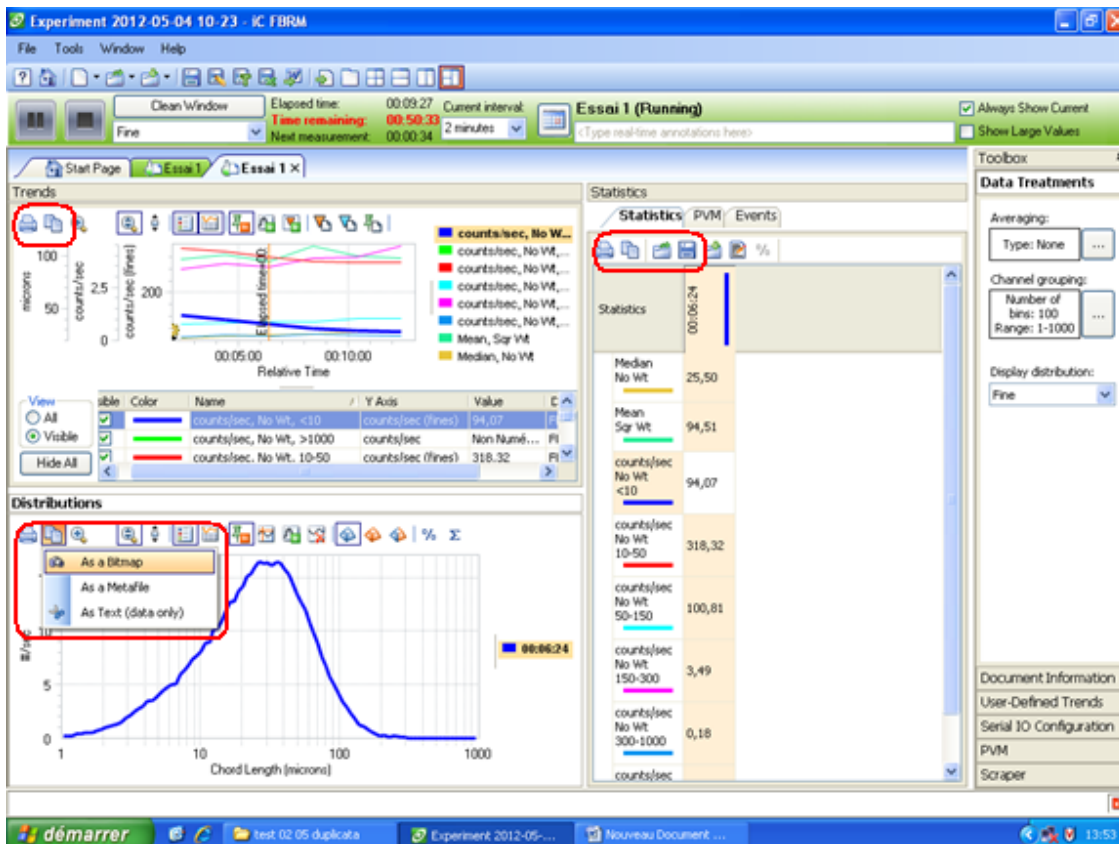 Experiment 2012-05-04 10-23 - iC FBRM
File Tools Window Help
Clean Window
Fine
Elapsed time: 00:09:27
Time remaining: 00:50:33
Next measurement: 00:00:34
Current interval:
2 minutes
Essai 1 (Running)
<Type real-time annotations here>
Always Show Current
Show Large Values
Start Page
Essai 1
Essai 1
Trends
microns
100
50
counts/sec
2.5
0
counts/sec (fines)
200
Elapsed time=00:
00:05:00 00:10:00
Relative Time
counts/sec, No W...
counts/sec, No Wt,...
counts/sec, No Wt,...
counts/sec, No Wt,...
counts/sec, No Wt,...
counts/sec, No Wt,...
Mean, Sqr Wt
Median, No Wt
View
All
Visible
Hide All
sible Color Name / Y Axis Value
counts/sec, No Wt, <10 counts/sec (fines) 94,07
counts/sec, No Wt, >1000 counts/sec Non Numé...
counts/sec, No Wt, 10-50 counts/sec (fines) 318,32
Distributions
As a Bitmap
As a Metafile
As Text (data only)
#/sec
10
5
0
1 10 100 1000
Chord Length (microns)
00:06:24
Statistics
Statistics PVM Events
%
Statistics 00:06:24
Median
No Wt 25,50
Mean
Sqr Wt 94,51
counts/sec
No Wt
<10 94,07
counts/sec
No Wt
10-50 318,32
counts/sec
No Wt
50-150 100,81
counts/sec
No Wt
150-300 3,49
counts/sec
No Wt
300-1000 0,18
counts/sec
Toolbox
Data Treatments
Averaging:
Type: None ...
Channel grouping:
Number of
bins: 100
Range: 1-1000 ...
Display distribution:
Fine
Document Information
User-Defined Trends
Serial IO Configuration
PVM
Scraper
démarrer
test 02 05 duplicata
Experiment 2012-05-...
Nouveau Document ...
13:53